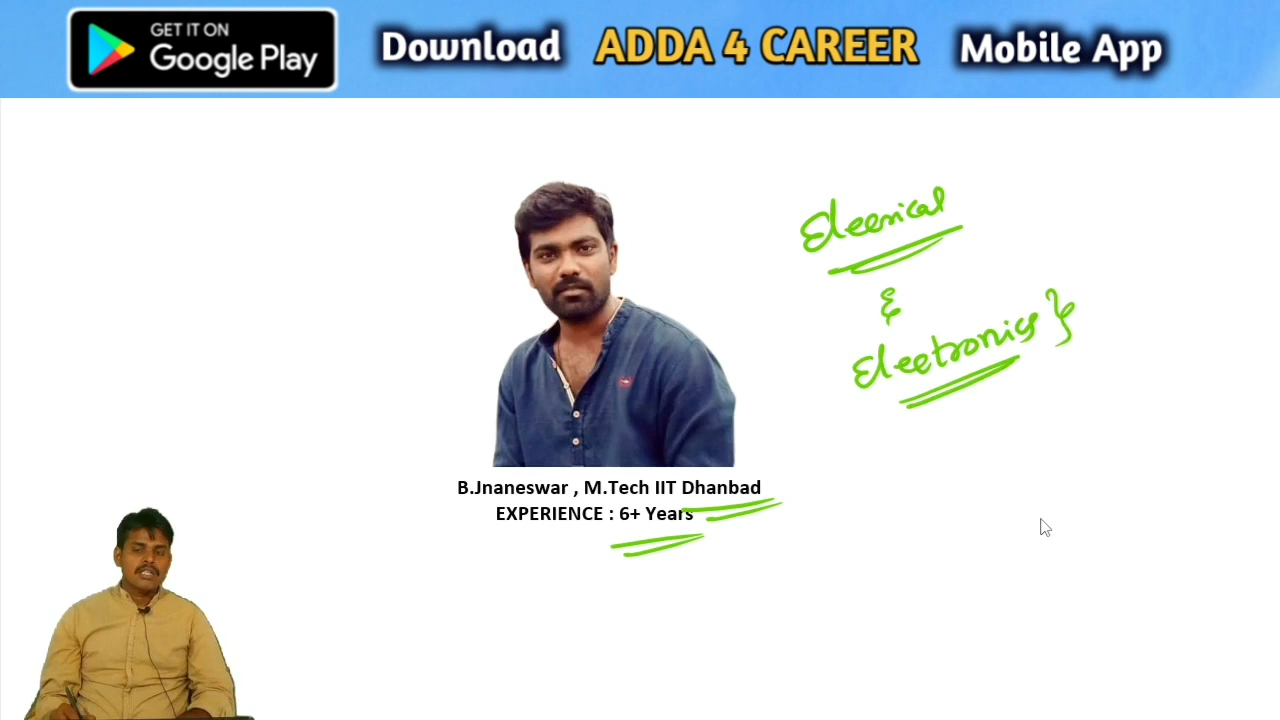 GET IT ON
Google Play
Download ADDA 4 CAREER Mobile App
Eleerical
&
Electronics }
B.Jnaneswar , M.Tech IIT Dhanbad
EXPERIENCE : 6+ Years